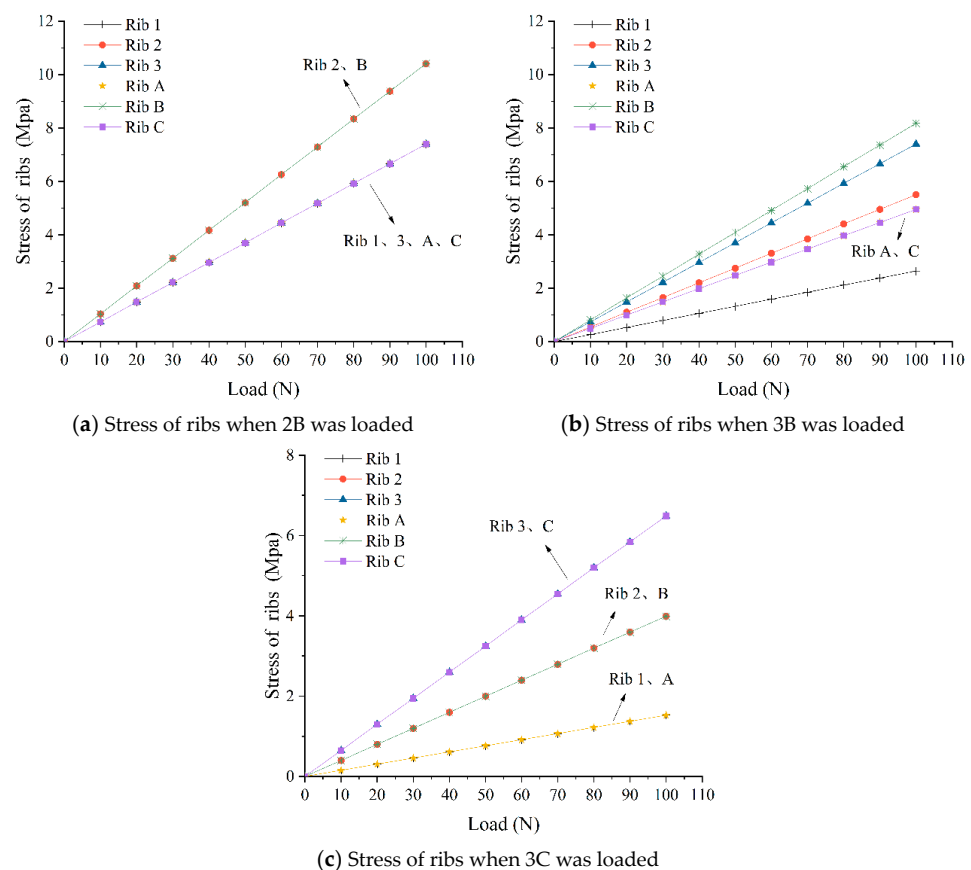 12
10
8
6
4
2
0
Stress of ribs (Mpa)
Rib 1
Rib 2
Rib 3
Rib A
Rib B
Rib C
Rib 2、B
Rib 1、3、A、C
0 10 20 30 40 50 60 70 80 90 100 110
Load (N)
(a) Stress of ribs when 2B was loaded
12
10
8
6
4
2
0
Stress of ribs (Mpa)
Rib 1
Rib 2
Rib 3
Rib A
Rib B
Rib C
Rib A、C
0 10 20 30 40 50 60 70 80 90 100 110
Load (N)
(b) Stress of ribs when 3B was loaded
8
6
4
2
0
Stress of ribs (Mpa)
Rib 1
Rib 2
Rib 3
Rib A
Rib B
Rib C
Rib 3、C
Rib 2、B
Rib 1、A
0 10 20 30 40 50 60 70 80 90 100 110
Load (N)
(c) Stress of ribs when 3C was loaded